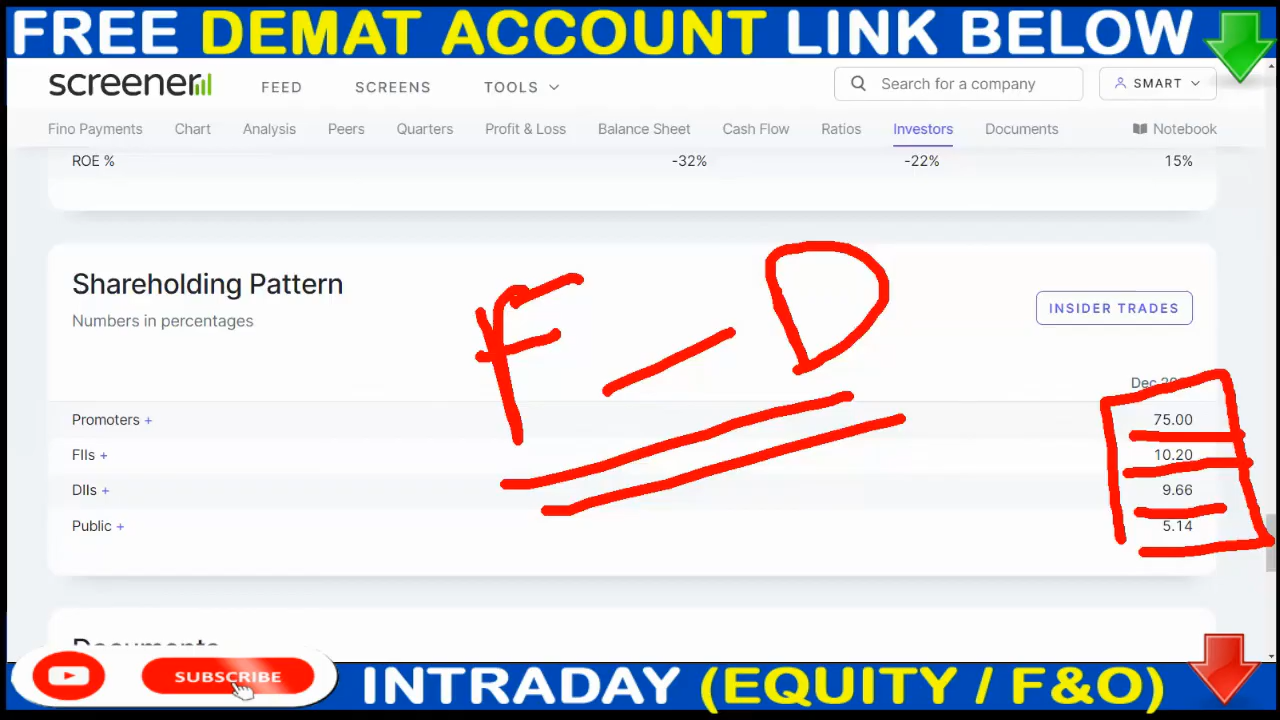 FREE DEMAT ACCOUNT LINK BELOW
screener FEED SCREENS TOOLS Search for a company SMART
Fino Payments Chart Analysis Peers Quarters Profit & Loss Balance Sheet Cash Flow Ratios Investors Documents Notebook
ROE % -32% -22% 15%
Shareholding Pattern
Numbers in percentages
INSIDER TRADES
F - D
Dec
Promoters + 75.00
FIIs + 10.20
DIIs + 9.66
Public + 5.14
Documents
SUBSCRIBE
INTRADAY (EQUITY / F&O)